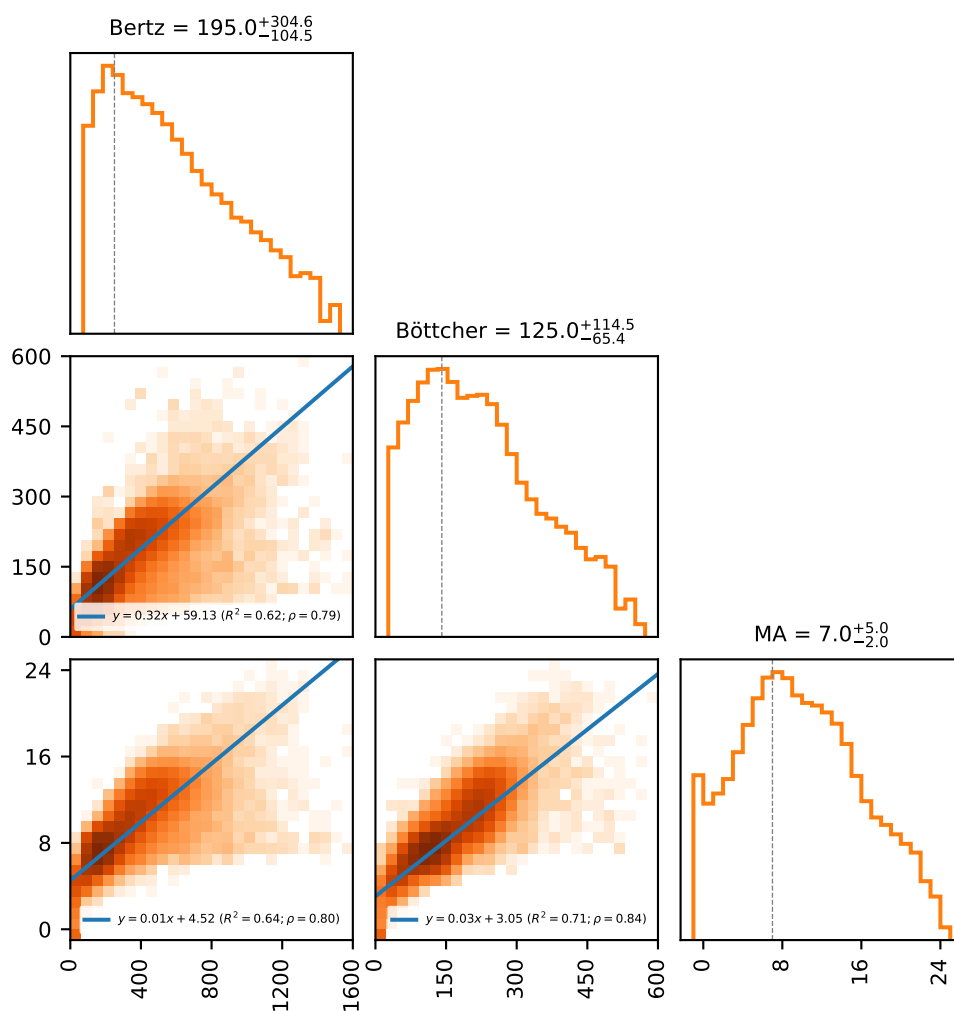 Bertz = 195.0+304.6−104.5
600
450
300
150
0
y = 0.32x + 59.13 (R² = 0.62; ρ = 0.79)
Böttcher = 125.0+114.5−65.4
24
16
8
0
y = 0.01x + 4.52 (R² = 0.64; ρ = 0.80)
y = 0.03x + 3.05 (R² = 0.71; ρ = 0.84)
MA = 7.0+5.0−2.0
0 400 800 1200 1600
0 150 300 450 600
0 8 16 24